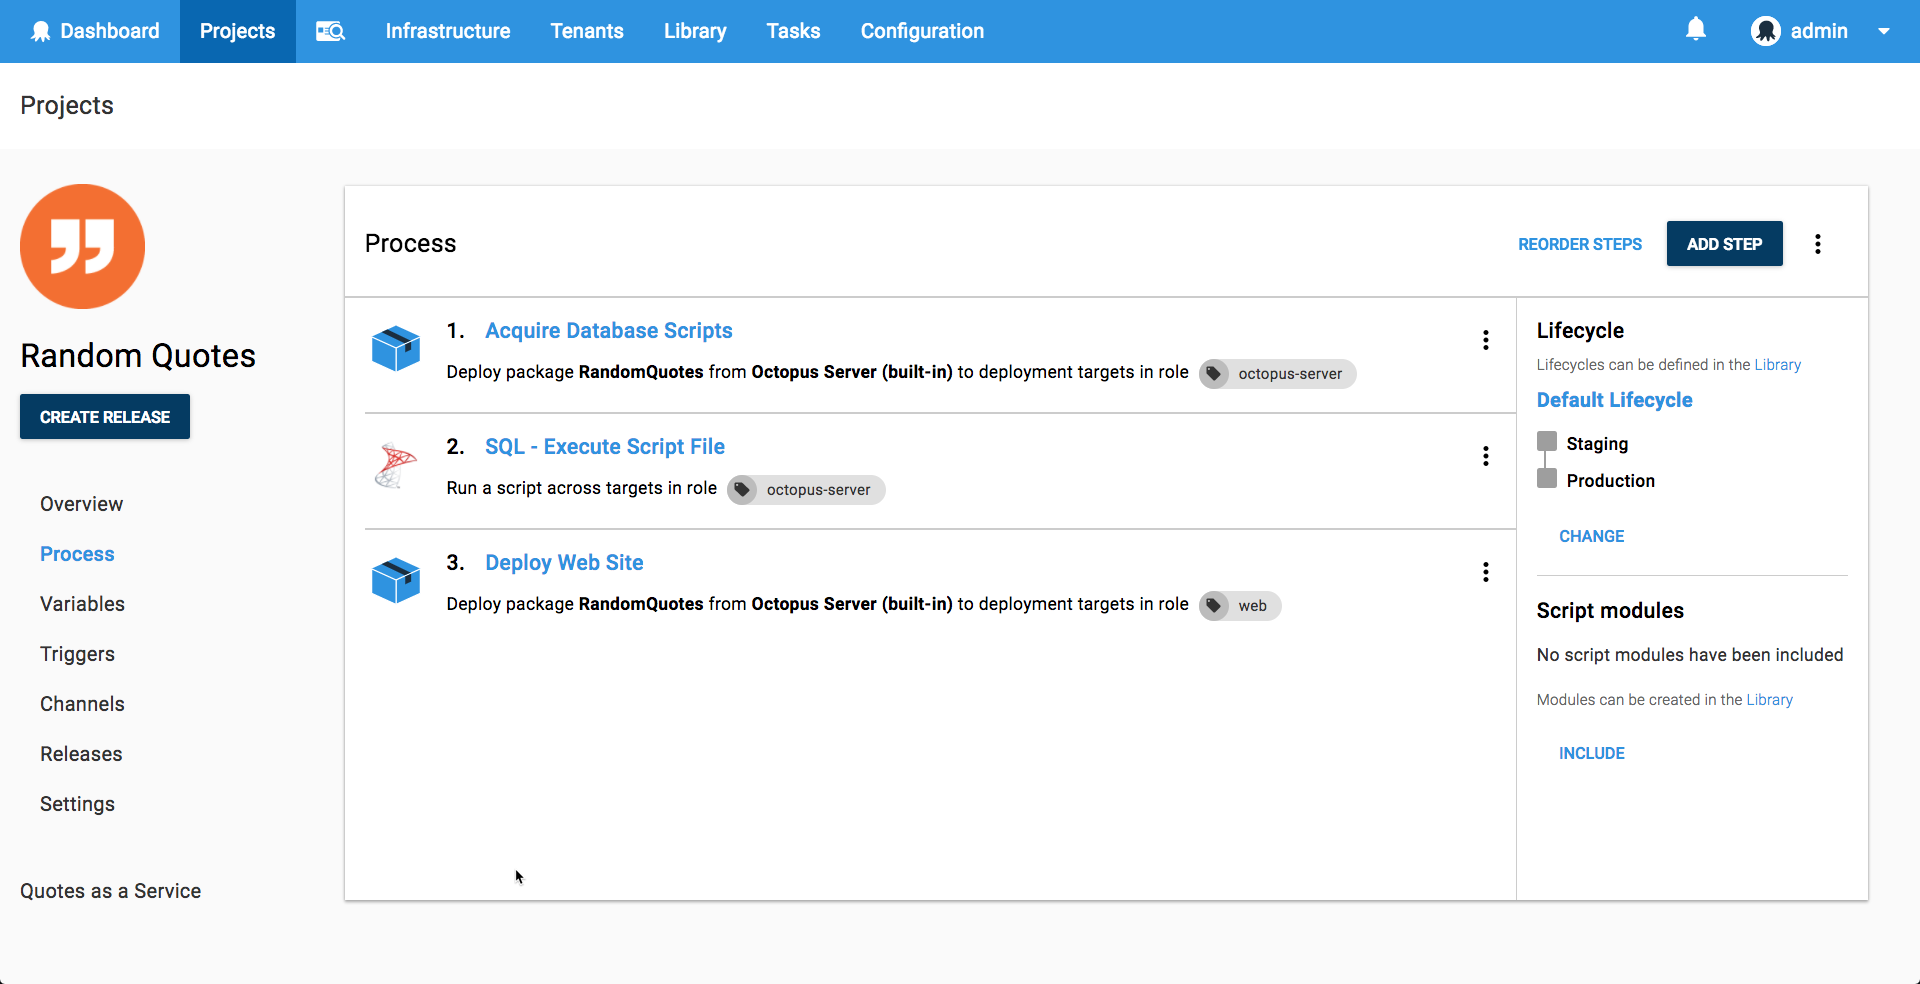 Dashboard Projects Infrastructure Tenants Library Tasks Configuration admin
Projects
Random Quotes
CREATE RELEASE
Overview
Process
Variables
Triggers
Channels
Releases
Settings
Quotes as a Service
Process
REORDER STEPS ADD STEP
1. Acquire Database Scripts
Deploy package RandomQuotes from Octopus Server (built-in) to deployment targets in role octopus-server
2. SQL - Execute Script File
Run a script across targets in role octopus-server
3. Deploy Web Site
Deploy package RandomQuotes from Octopus Server (built-in) to deployment targets in role web
Lifecycle
Lifecycles can be defined in the Library
Default Lifecycle
Staging
Production
CHANGE
Script modules
No script modules have been included
Modules can be created in the Library
INCLUDE